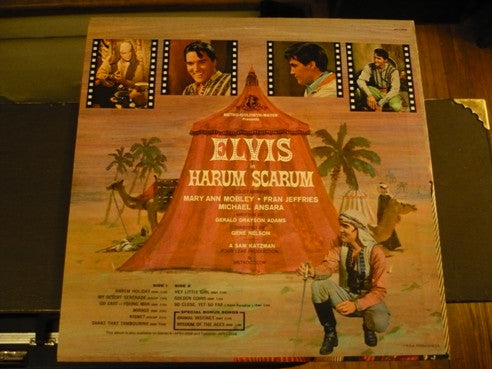 METRO-GOLDWYN-MAYER
Presents
ELVIS
in
HARUM SCARUM
MARY ANN MOBLEY • FRAN JEFFRIES
MICHAEL ANSARA
GERALD DRAYSON ADAMS
GENE NELSON
A SAM KATZMAN
FOUR LEAF PRODUCTION
METROCOLOR
SIDE 1
HAREM HOLIDAY
MY DESERT SERENADE
GO EAST—YOUNG MAN
MIRAGE
KISMET
SHAKE THAT TAMBOURINE
SIDE 2
HEY LITTLE GIRL
GOLDEN COINS
SO CLOSE, YET SO FAR
SPECIAL BONUS SONGS
ANIMAL INSTINCT
WISDOM OF THE AGES